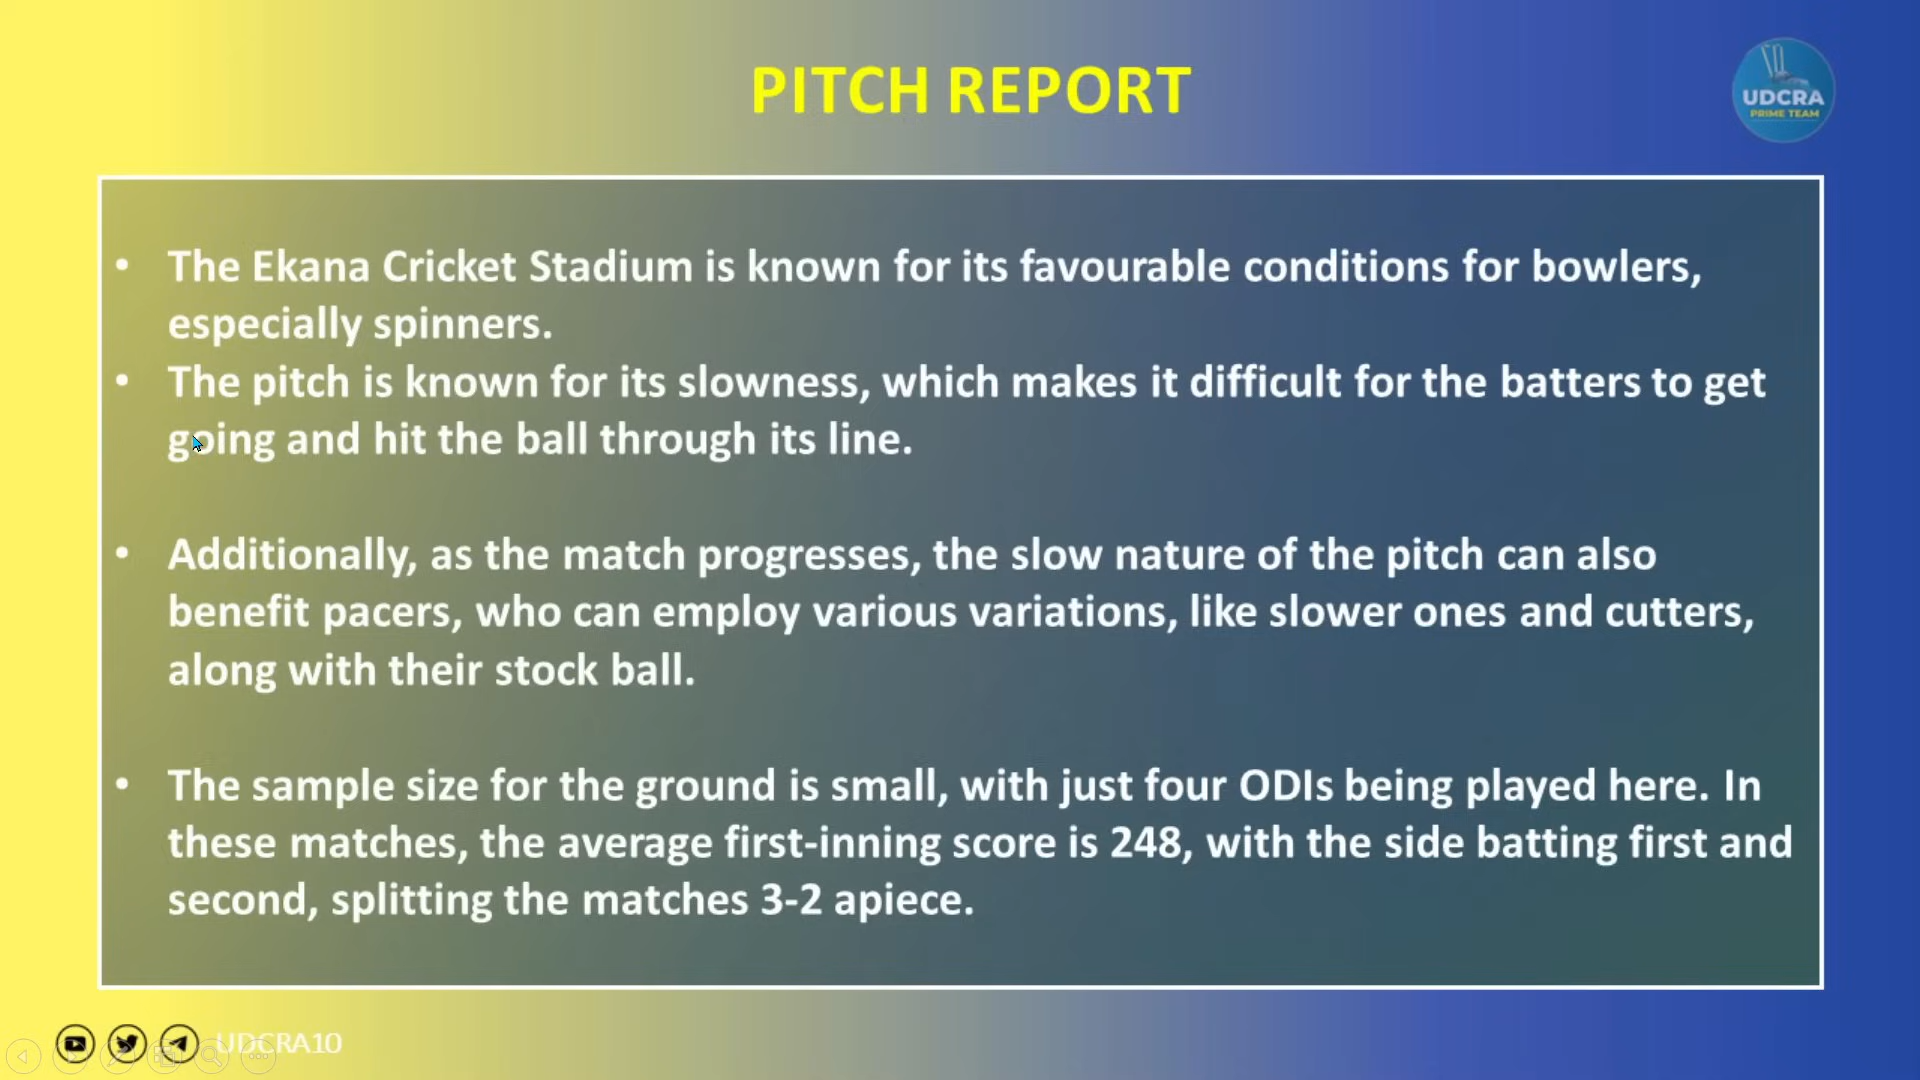 PITCH REPORT
UDCRA
PRIME TEAM
• The Ekana Cricket Stadium is known for its favourable conditions for bowlers,
especially spinners.
• The pitch is known for its slowness, which makes it difficult for the batters to get
going and hit the ball through its line.
• Additionally, as the match progresses, the slow nature of the pitch can also
benefit pacers, who can employ various variations, like slower ones and cutters,
along with their stock ball.
• The sample size for the ground is small, with just four ODIs being played here. In
these matches, the average first-inning score is 248, with the side batting first and
second, splitting the matches 3-2 apiece.
UDCRA10